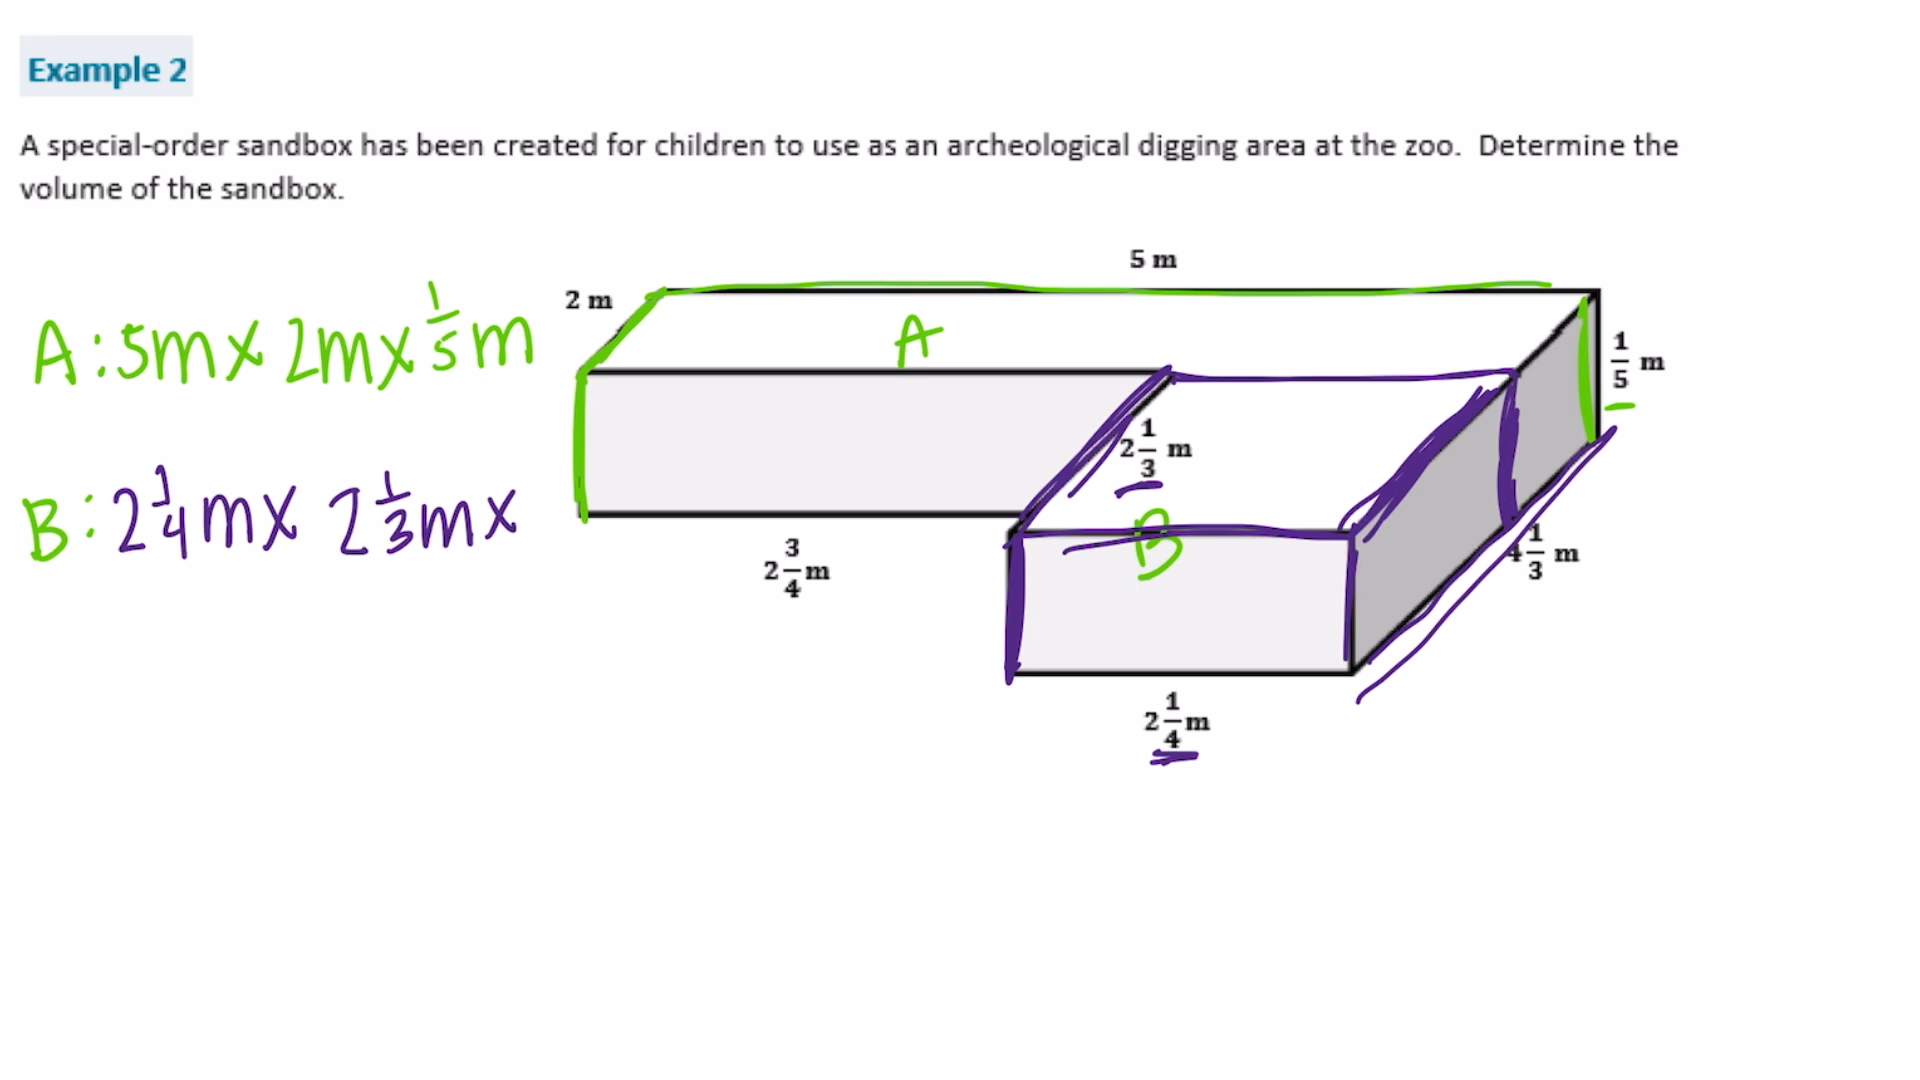 Example 2
A special-order sandbox has been created for children to use as an archeological digging area at the zoo. Determine the
volume of the sandbox.
5 m
2 m
A: 5m x 2m x 1/5 m
A
1/5 m
2 1/3 m
B: 2 1/4 m x 2 1/3 m x
B
2 3/4 m
4 1/3 m
2 1/4 m